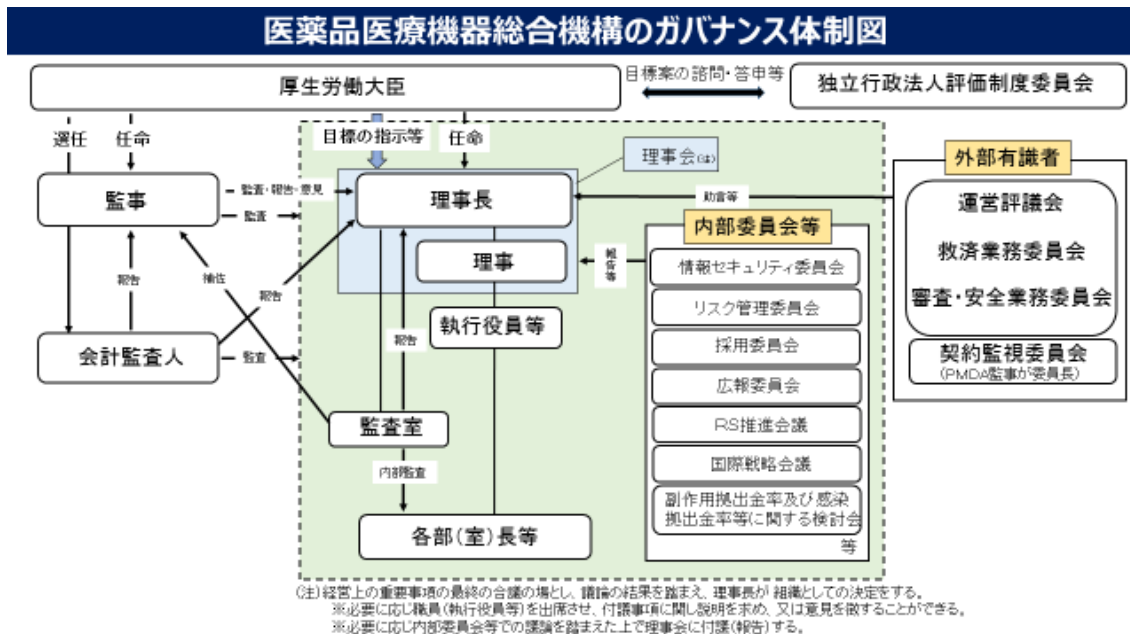 医薬品医療機器総合機構のガバナンス体制図
厚生労働大臣
目標案の諮問・答申等
独立行政法人評価制度委員会
選任
任命
目標の指示等
任命
理事会(注)
外部有識者
監事
監査・報告・意見
監査
理事長
助言等
運営評議会
救済業務委員会
審査・安全業務委員会
契約監視委員会
(PMDA監事が委員長)
内部委員会等
理事
報告等
情報セキュリティ委員会
リスク管理委員会
採用委員会
広報委員会
RS推進会議
国際戦略会議
副作用拠出金率及び感染
拠出金率等に関する検討会
等
報告
補佐
報告
執行役員等
報告
会計監査人
監査
監査室
内部監査
各部(室)長等
(注)経営上の重要事項の最終の合議の場とし、議論の結果を踏まえ、理事長が組織としての決定をする。
※必要に応じ職員(執行役員等)を出席させ、付議事項に関し説明を求め、又は意見を徴することができる。
※必要に応じ内部委員会等での議論を踏まえた上で理事会に付議(報告)する。